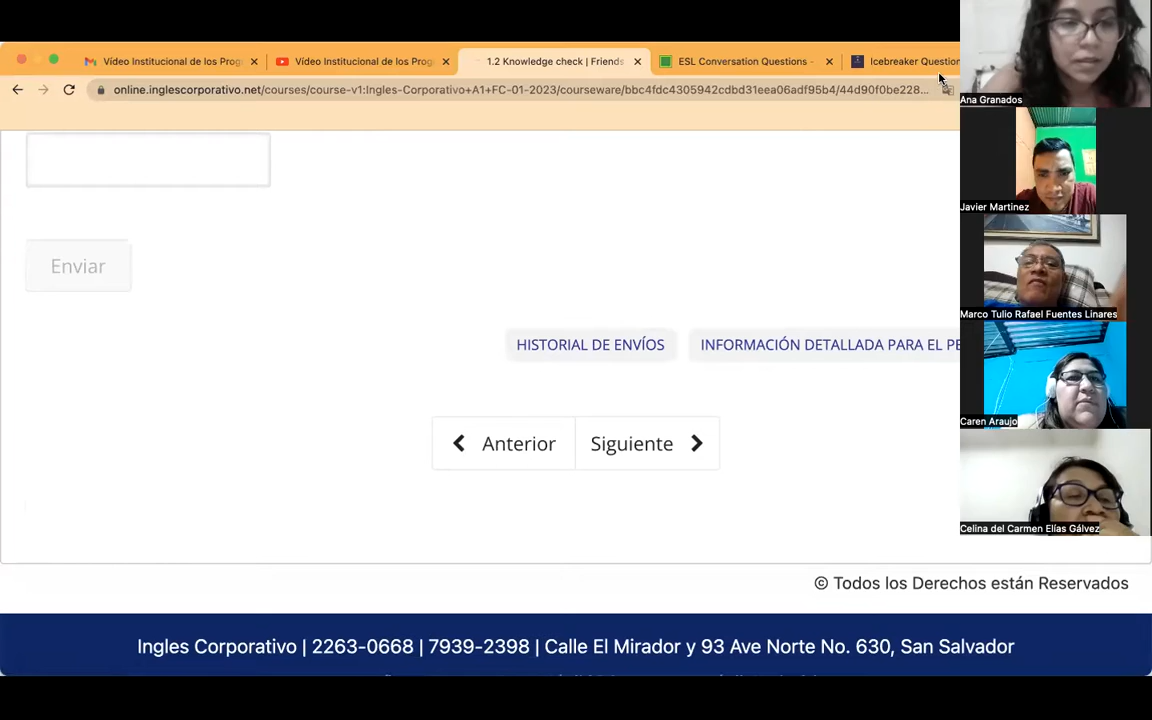 Vídeo Institucional de los Prog
Vídeo Institucional de los Prog
1.2 Knowledge check | Friends
ESL Conversation Questions -
Icebreaker Question
online.inglescorporativo.net/courses/course-v1:Ingles-Corporativo+A1+FC-01-2023/courseware/bbc4fdc4305942cdbd31eea06adf95b4/44d90f0be228...
Enviar
HISTORIAL DE ENVÍOS
INFORMACIÓN DETALLADA PARA EL PE
Anterior
Siguiente
© Todos los Derechos están Reservados
Ingles Corporativo | 2263-0668 | 7939-2398 | Calle El Mirador y 93 Ave Norte No. 630, San Salvador
Ana Granados
Javier Martinez
Marco Tulio Rafael Fuentes Linares
Caren Araujo
Celina del Carmen Elías Gálvez